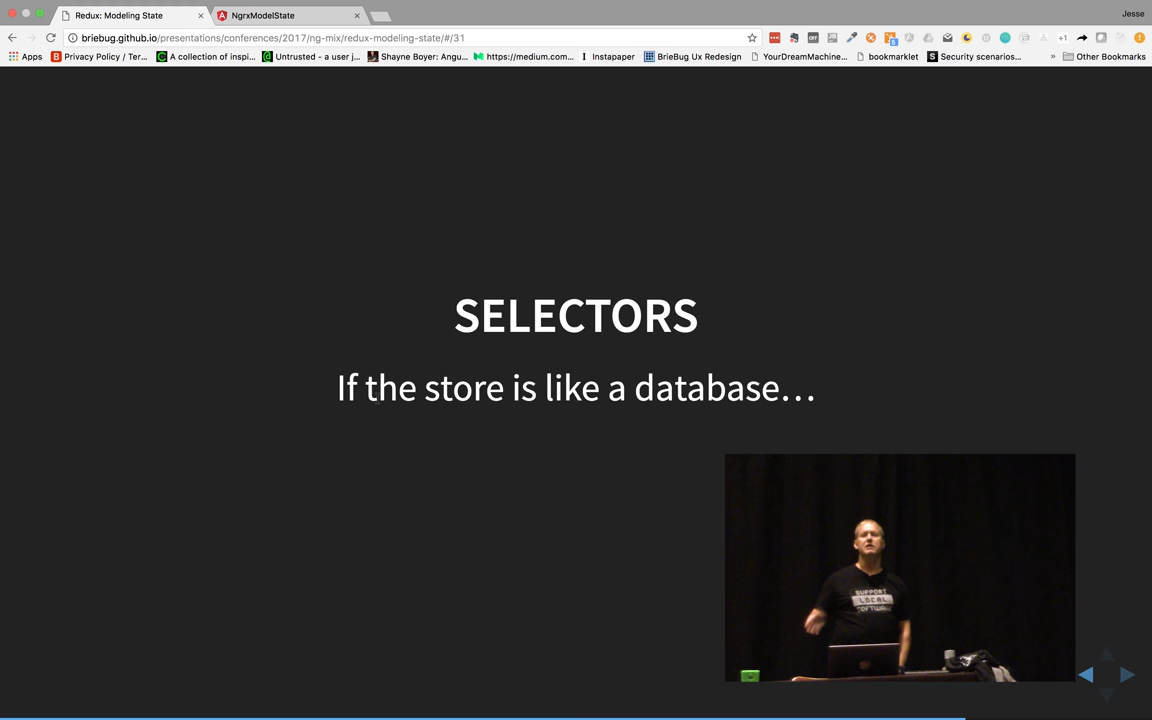 Redux: Modeling State
NgrxModelState
Jesse
briebug.github.io/presentations/conferences/2017/ng-mix/redux-modeling-state/#/31
Apps
Privacy Policy / Ter...
A collection of inspi...
Untrusted - a user j...
Shayne Boyer: Angu...
https://medium.com...
Instapaper
BrieBug Ux Redesign
YourDreamMachine...
bookmarklet
Security scenarios...
»
Other Bookmarks
SELECTORS
If the store is like a database...
SUPPORT
LOCAL
SOFTWARE